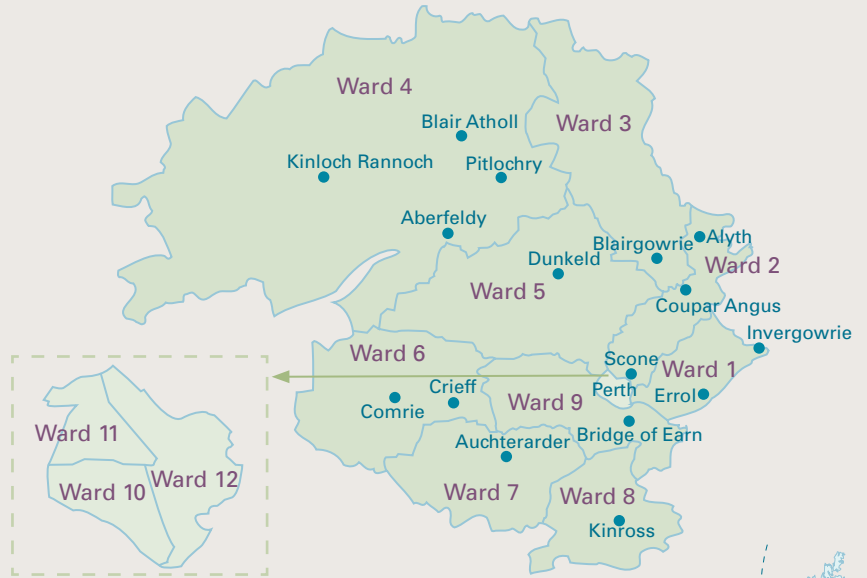 Ward 4
Ward 3
Blair Atholl
Kinloch Rannoch
Pitlochry
Aberfeldy
Alyth
Blairgowrie
Dunkeld
Ward 2
Ward 5
Coupar Angus
Invergowrie
Ward 6
Scone
Ward 1
Crieff
Perth
Errol
Comrie
Ward 9
Auchterarder
Bridge of Earn
Ward 11
Ward 12
Ward 10
Ward 7
Ward 8
Kinross